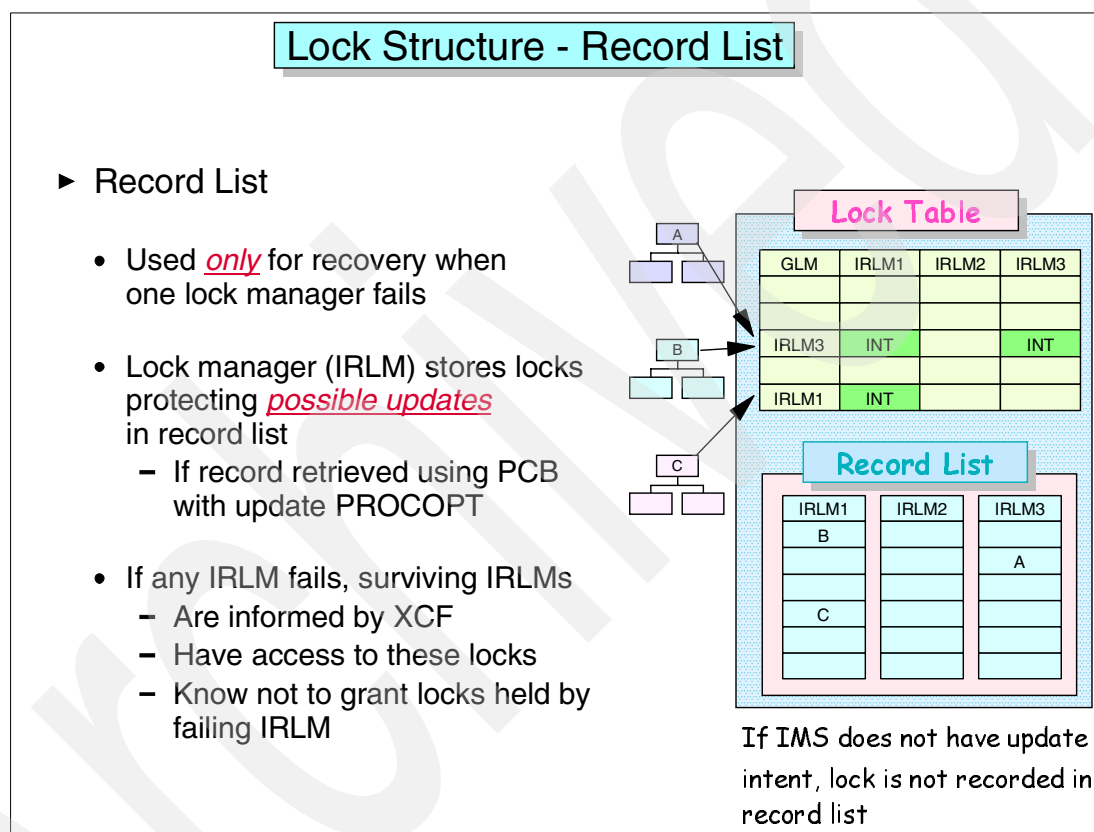 Lock Structure - Record List
► Record List
• Used only for recovery when
one lock manager fails
• Lock manager (IRLM) stores locks
protecting possible updates
in record list
– If record retrieved using PCB
with update PROCOPT
• If any IRLM fails, surviving IRLMs
– Are informed by XCF
– Have access to these locks
– Know not to grant locks held by
failing IRLM
Lock Table
A
B
C
GLM IRLM1 IRLM2 IRLM3
IRLM3 INT INT
IRLM1 INT
Record List
IRLM1 IRLM2 IRLM3
B
A
C
If IMS does not have update
intent, lock is not recorded in
record list